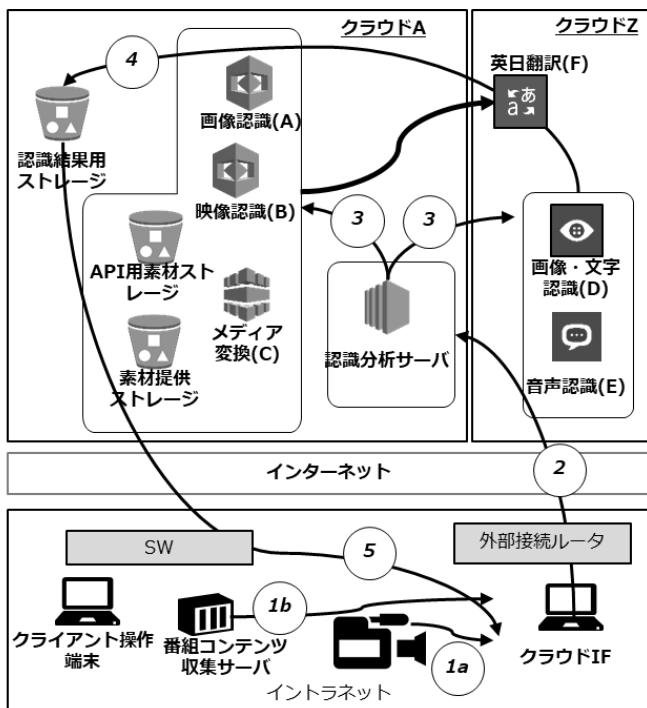 クラウドA
クラウドZ
4
英日翻訳(F)
あ
a
画像認識(A)
認識結果用
ストレージ
映像認識(B)
3
3
API用素材スト
レージ
画像・文字
認識(D)
メディア
変換(C)
認識分析サーバ
素材提供
ストレージ
音声認識(E)
インターネット
2
SW
5
外部接続ルータ
1b
クライアント操作
端末
番組コンテンツ
収集サーバ
1a
クラウドIF
イントラネット